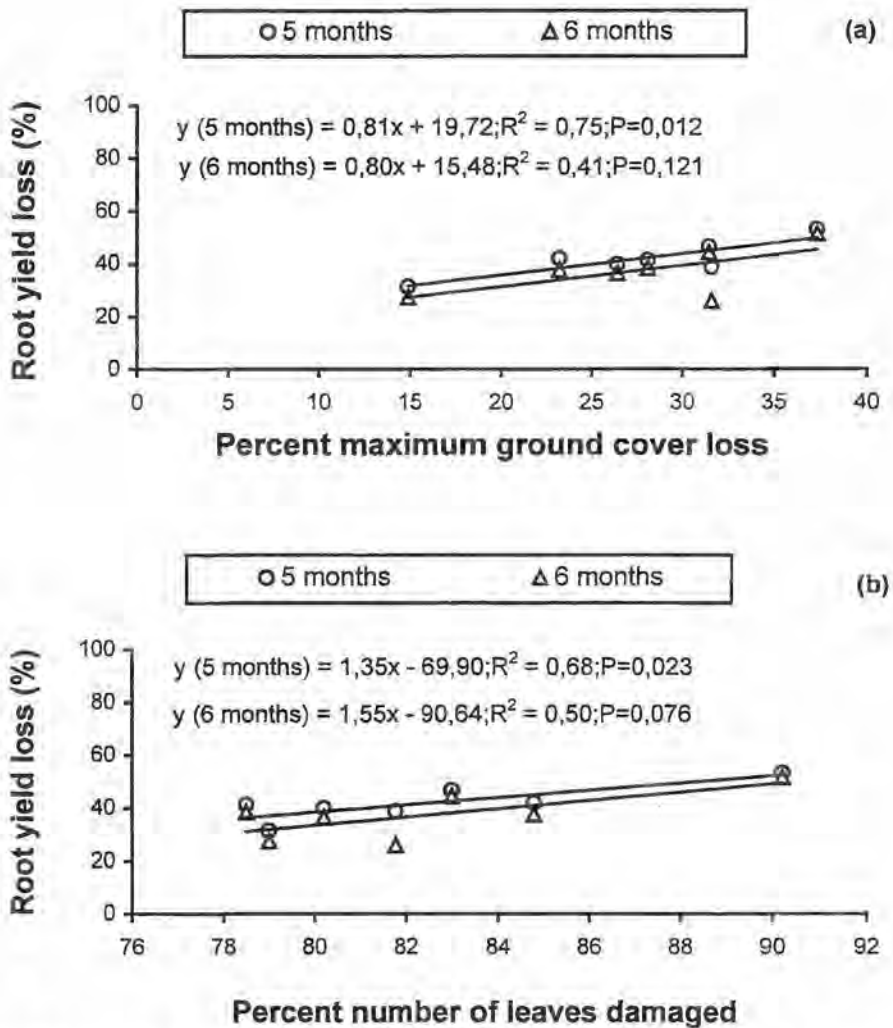 5 months 6 months (a)
y (5 months) = 0,81x + 19,72;R² = 0,75;P=0,012
y (6 months) = 0,80x + 15,48;R² = 0,41;P=0,121
Root yield loss (%)
100
80
60
40
20
0
0 5 10 15 20 25 30 35 40
Percent maximum ground cover loss
5 months 6 months (b)
y (5 months) = 1,35x - 69,90;R² = 0,68;P=0,023
y (6 months) = 1,55x - 90,64;R² = 0,50;P=0,076
Root yield loss (%)
100
80
60
40
20
0
76 78 80 82 84 86 88 90 92
Percent number of leaves damaged